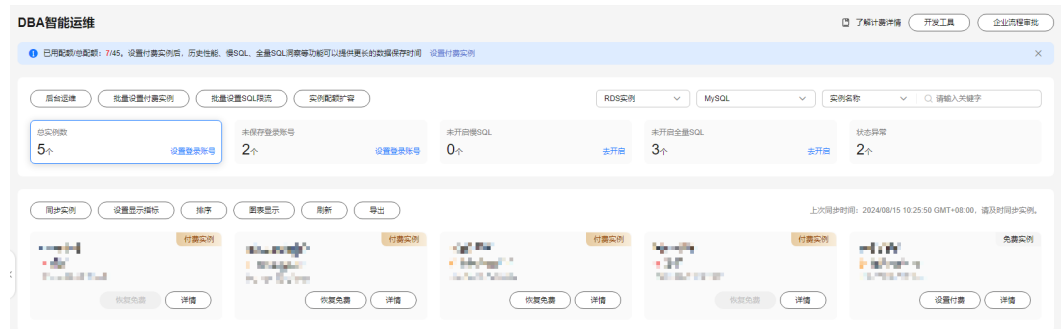 DBA智能运维
了解计费详情 开发工具 企业流程审批
已用配额/总配额：7/45。设置付费实例后，历史性能、慢SQL、全量SQL洞察等功能可以提供更长的数据保存时间 设置付费实例
后台运维 批量设置付费实例 批量设置SQL限流 实例配额扩容 RDS实例 MySQL 实例名称 请输入关键字
总实例数 未保存登录账号 未开启慢SQL 未开启全量SQL 状态异常
5个 设置登录账号 2个 设置登录账号 0个 去开启 3个 去开启 2个
同步实例 设置显示指标 排序 图表显示 刷新 导出 上次同步时间：2024/08/15 10:25:50 GMT+08:00，请及时同步实例。
付费实例 付费实例 付费实例 付费实例 免费实例
恢复免费 详情 恢复免费 详情 恢复免费 详情 恢复免费 详情 设置付费 详情